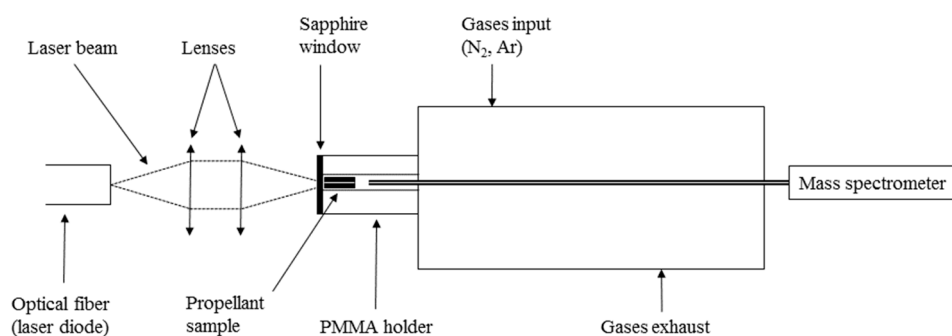 Laser beam
Lenses
Sapphire
window
Gases input
(N₂, Ar)
Mass spectrometer
Optical fiber
(laser diode)
Propellant
sample
PMMA holder
Gases exhaust